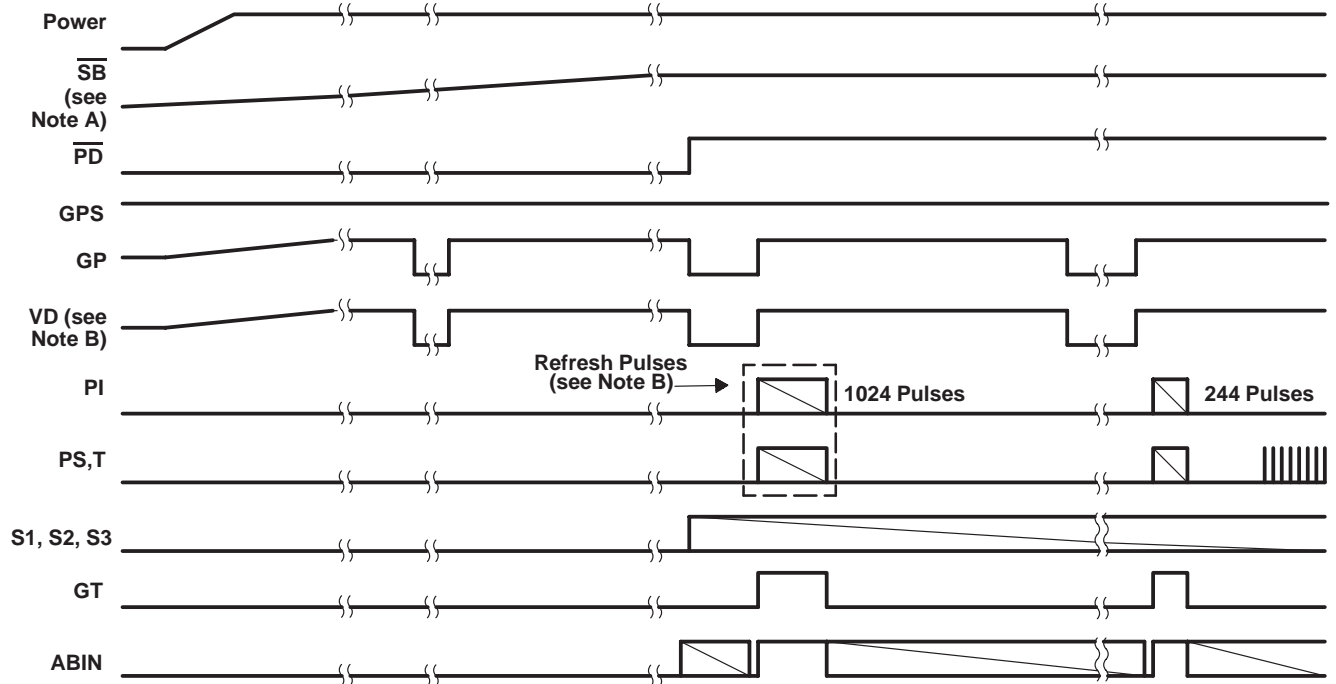 Power
SB
(see
Note A)
PD
GPS
GP
VD (see
Note B)
Refresh Pulses
(see Note B)
PI
1024 Pulses
244 Pulses
PS,T
S1, S2, S3
GT
ABIN